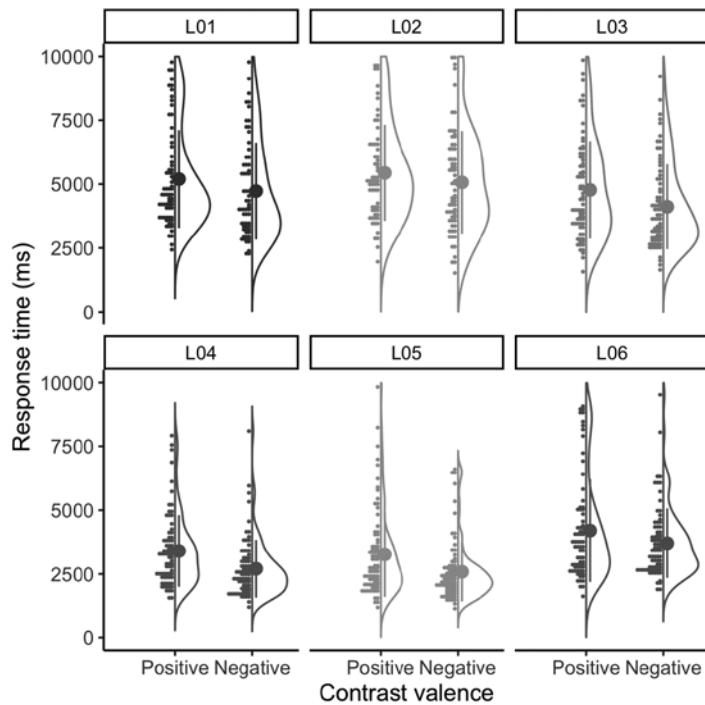 L01 L02 L03
10000
7500
5000
2500
0
L04 L05 L06
10000
7500
5000
2500
0
Response time (ms)
Positive Negative Positive Negative Positive Negative
Contrast valence